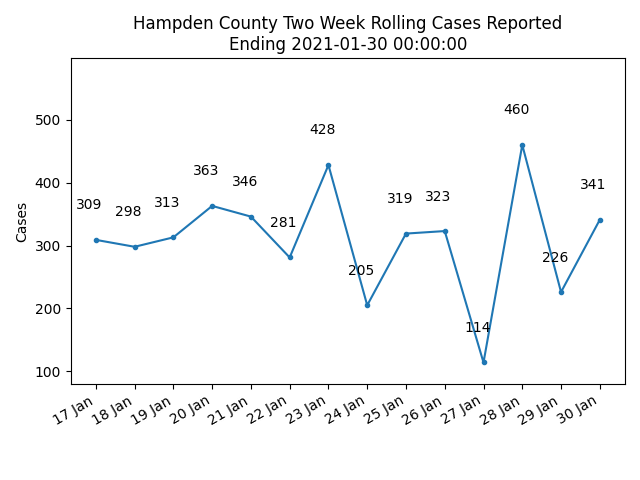 Hampden County Two Week Rolling Cases Reported
Ending 2021-01-30 00:00:00
Cases
500
400
300
200
100
309
298
313
363
346
281
428
205
319
323
114
460
226
341
17 Jan
18 Jan
19 Jan
20 Jan
21 Jan
22 Jan
23 Jan
24 Jan
25 Jan
26 Jan
27 Jan
28 Jan
29 Jan
30 Jan